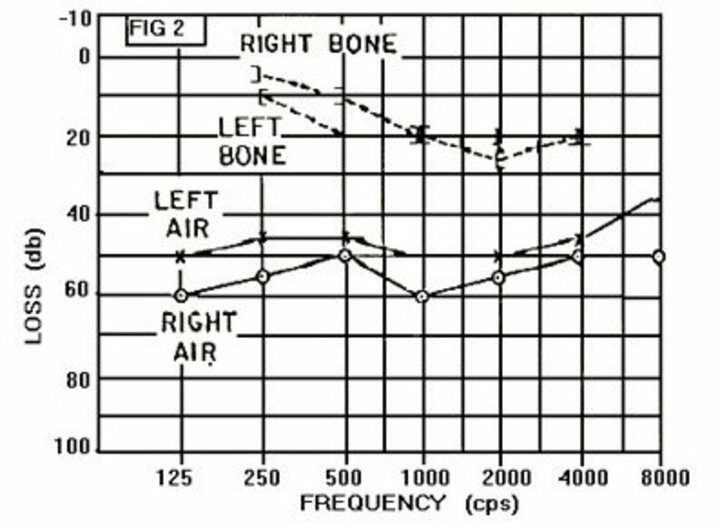 -10
FIG 2
0
RIGHT BONE
20
LEFT
BONE
40
LEFT
AIR
60
RIGHT
AIR
80
100
LOSS (db)
125 250 500 1000 2000 4000 8000
FREQUENCY (cps)